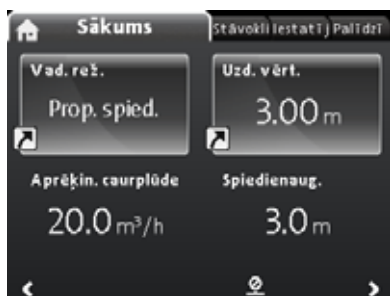 Sākums Stāvokli Iestatīj Palīdzī
Vad. rež. Uzd. vērt.
Prop. spied. 3.00 m
Aprēķin. caurplūde Spiedienaug.
20.0 m³/h 3.0 m